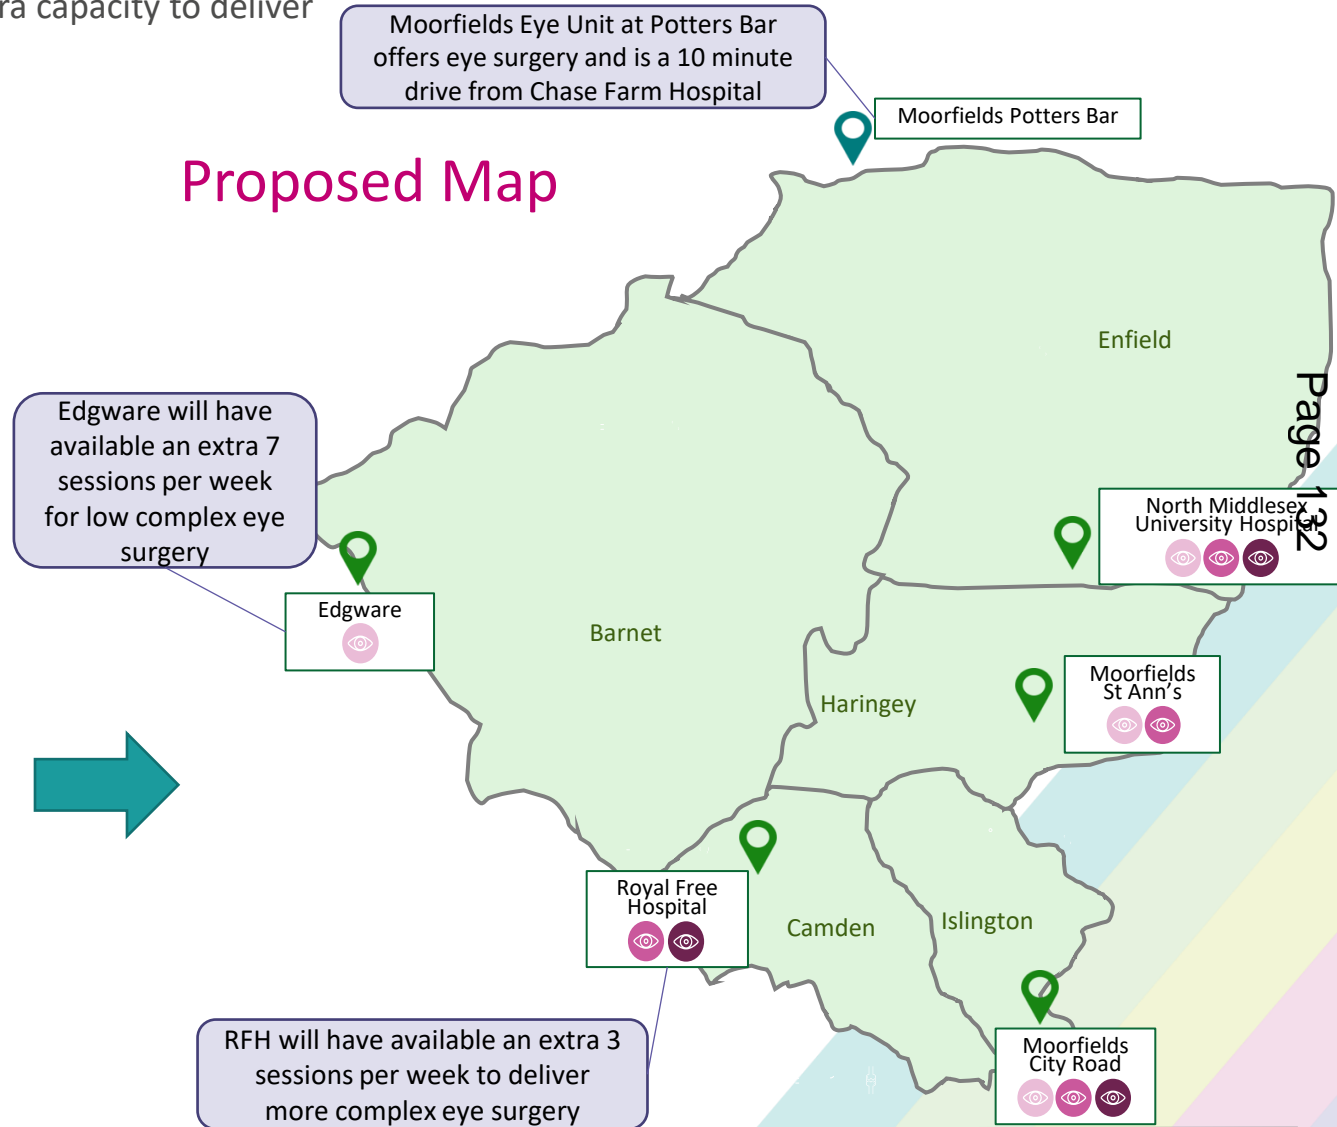 ra capacity to deliver
Moorfields Eye Unit at Potters Bar
offers eye surgery and is a 10 minute
drive from Chase Farm Hospital
Moorfields Potters Bar
Proposed Map
Enfield
Page 132
Edgware will have
available an extra 7
sessions per week
for low complex eye
surgery
North Middlesex
University Hospital
Edgware
Barnet
Moorfields
St Ann’s
Haringey
Royal Free
Hospital
Camden
Islington
RFH will have available an extra 3
sessions per week to deliver
more complex eye surgery
Moorfields
City Road